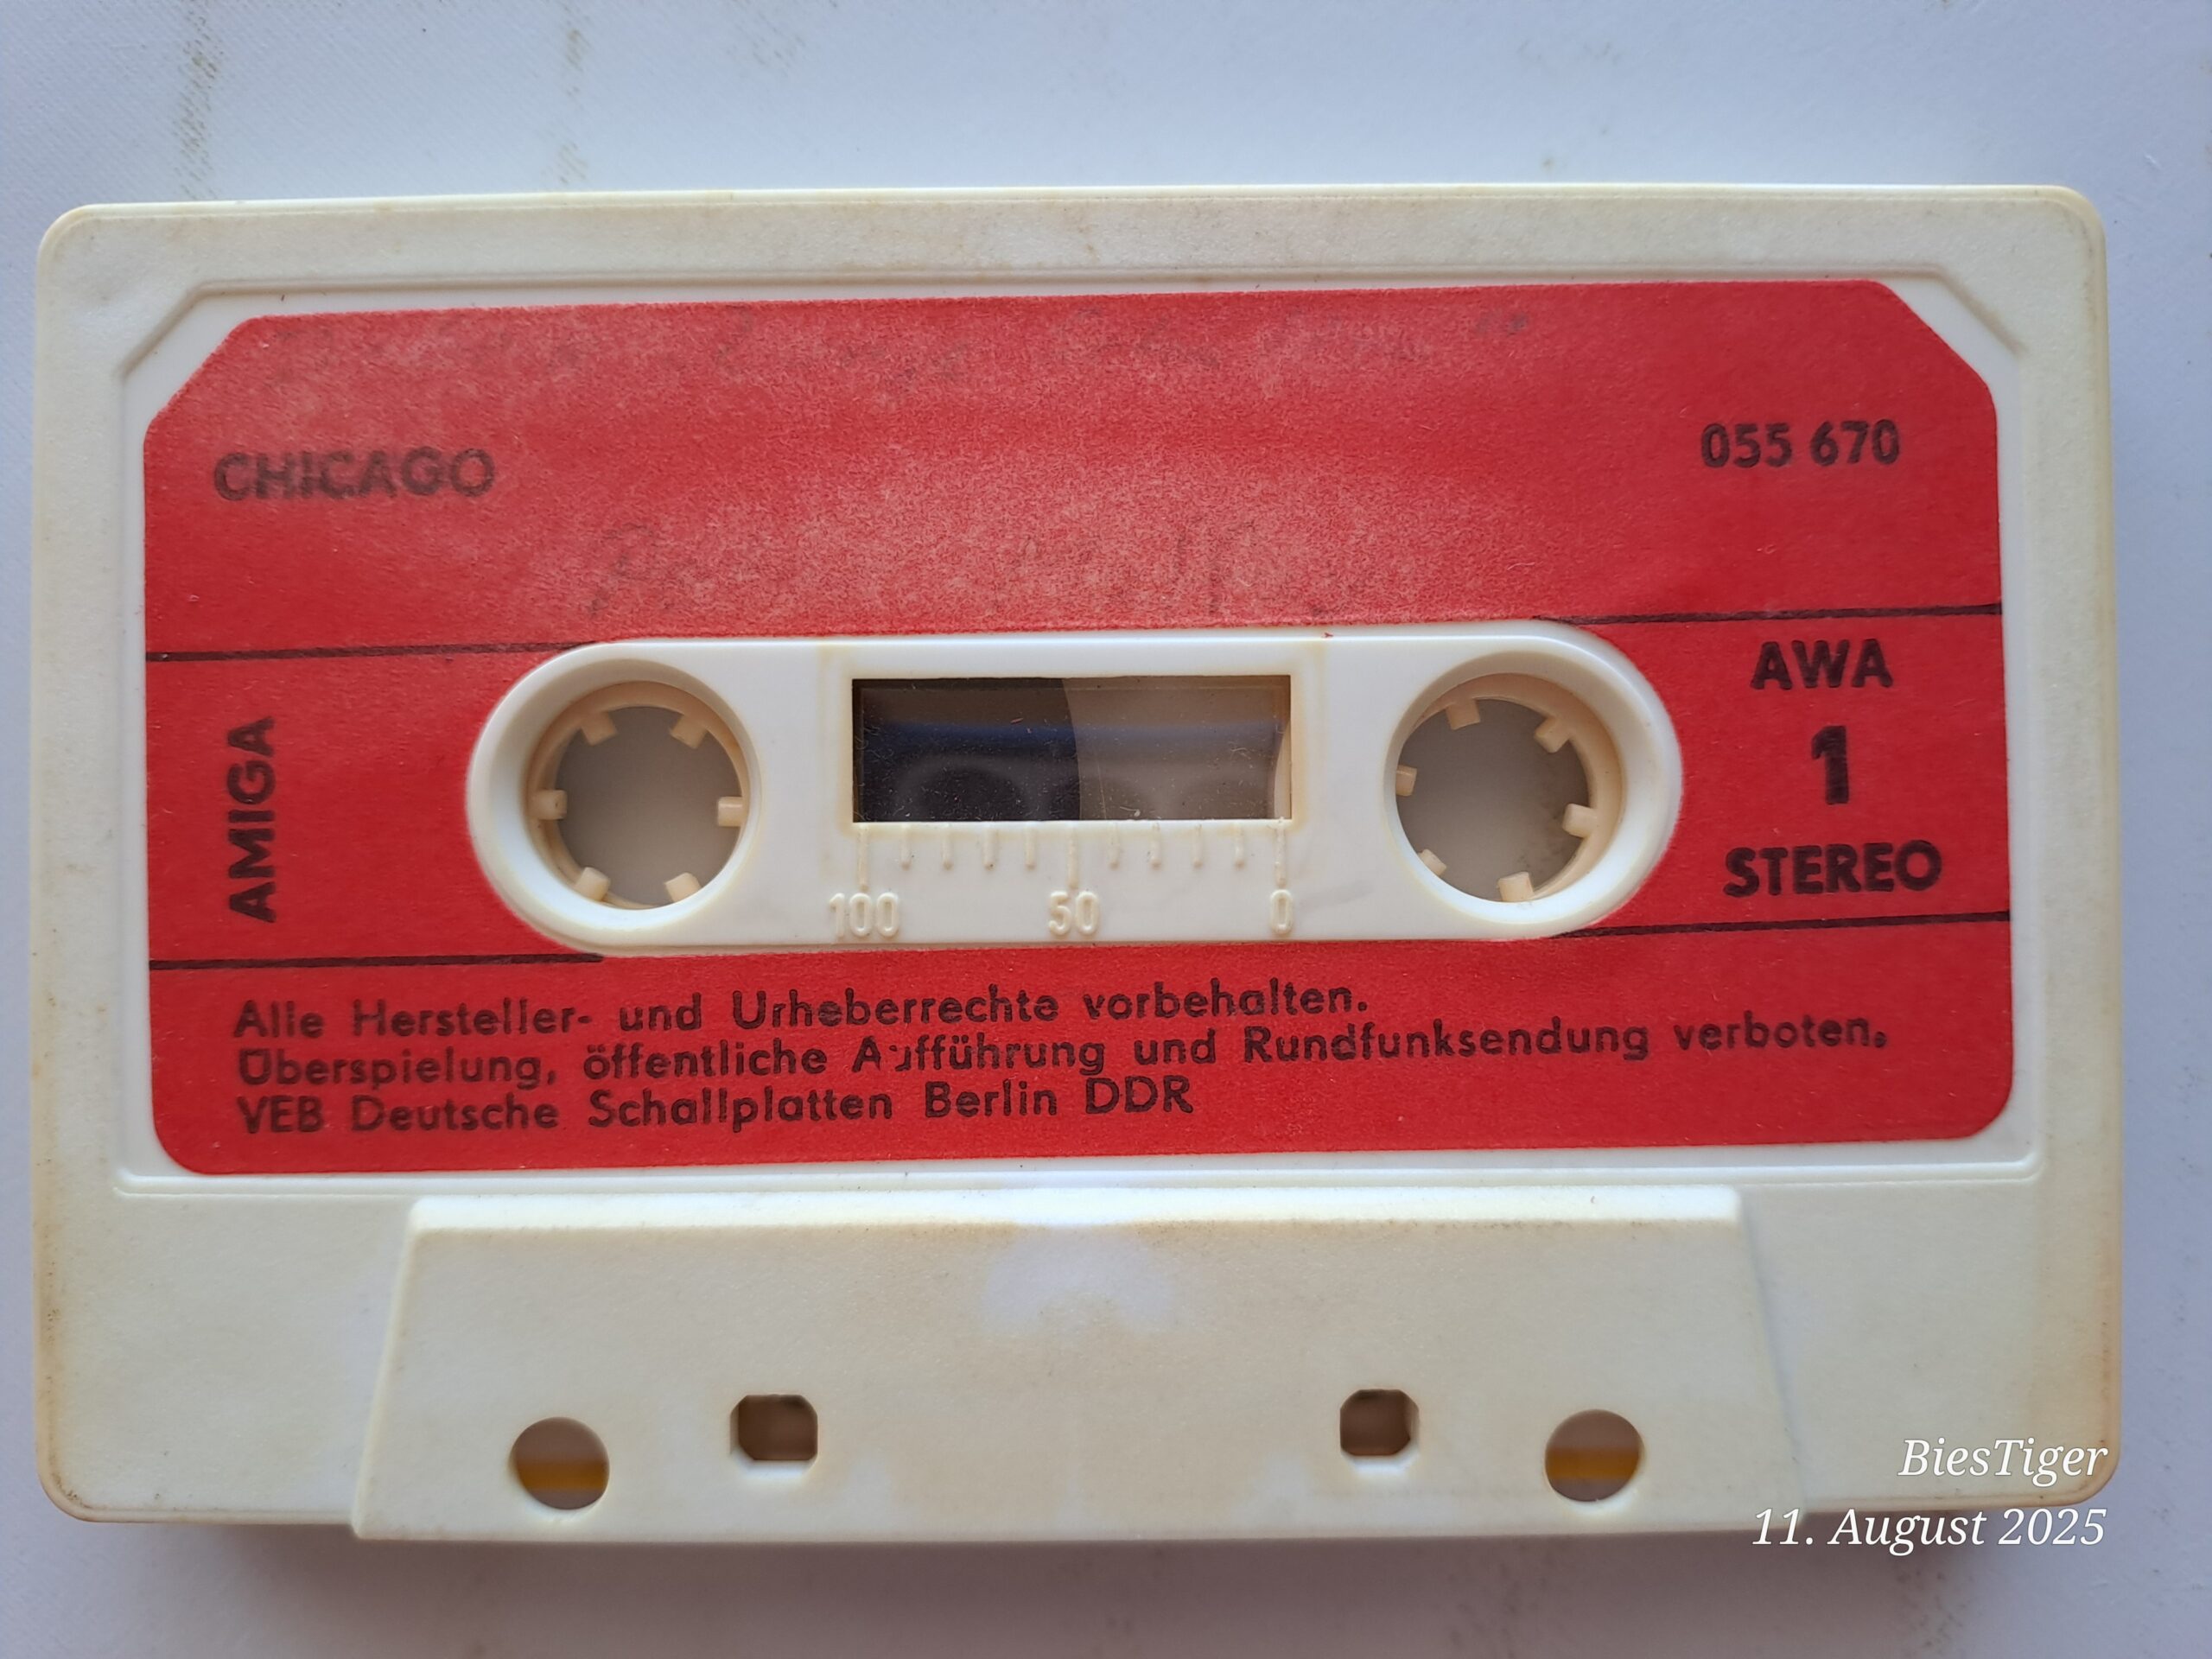 CHICAGO
055 670
AMIGA
AWA
1
STEREO
100 50 0
Alle Hersteller- und Urheberrechte vorbehalten.
Überspielung, öffentliche Aufführung und Rundfunksendung verboten.
VEB Deutsche Schallplatten Berlin DDR
BiesTiger
11. August 2025